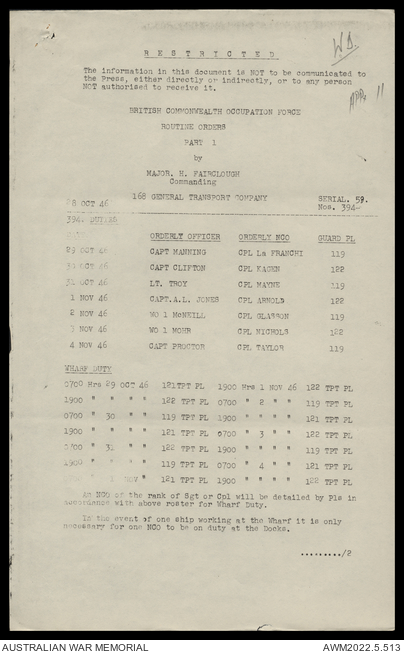 R E S T R I C T E D
W.D.
The information in this document is NOT to be communicated to
the Press, either directly or indirectly, or to any person
NOT authorised to receive it.
APP. 11
BRITISH COMMONWEALTH OCCUPATION FORCE
ROUTINE ORDERS
PART 1
by
MAJOR. H. FAIRCLOUGH
Commanding
168 GENERAL TRANSPORT COMPANY
28 OCT 46
SERIAL. 59.
Nos. 394-
394. DUTIES
ORDERLY OFFICER ORDERLY NCO GUARD PL
29 OCT 46 CAPT MANNING CPL La FRANCHI 119
30 OCT 46 CAPT CLIFTON CPL KAGEN 122
31 OCT 46 LT. TROY CPL MAYNE 119
1 NOV 46 CAPT.A.L. JONES CPL ARNOLD 122
2 NOV 46 WO 1 McNEILL CPL GLASSON 119
3 NOV 46 WO 1 MOHR CPL NICHOLS 122
4 NOV 46 CAPT PROCTOR CPL TAYLOR 119
WHARF DUTY
0700 Hrs 29 OCT 46 121TPT PL 1900 Hrs 1 NOV 46 122 TPT PL
1900 " " " 122 TPT PL 0700 " 2 " " 119 TPT PL
0700 " 30 " " 119 TPT PL 1900 " " " " 121 TPT PL
1900 " " " " 121 TPT PL 0700 " 3 " " 122 TPT PL
0700 " 31 " " 122 TPT PL 1900 " " " " 119 TPT PL
1900 " " " " 119 TPT PL 0700 " 4 " " 121 TPT PL
NOV " 121 TPT PL 1900 " " " " 122 TPT PL
An NCO of the rank of Sgt or Cpl will be detailed by Pls in
accordance with above roster for Wharf Duty.
In the event of one ship working at the Wharf it is only
necessary for one NCO to be on duty at the Docks.
........./2
AUSTRALIAN WAR MEMORIAL
AWM2022.5.513